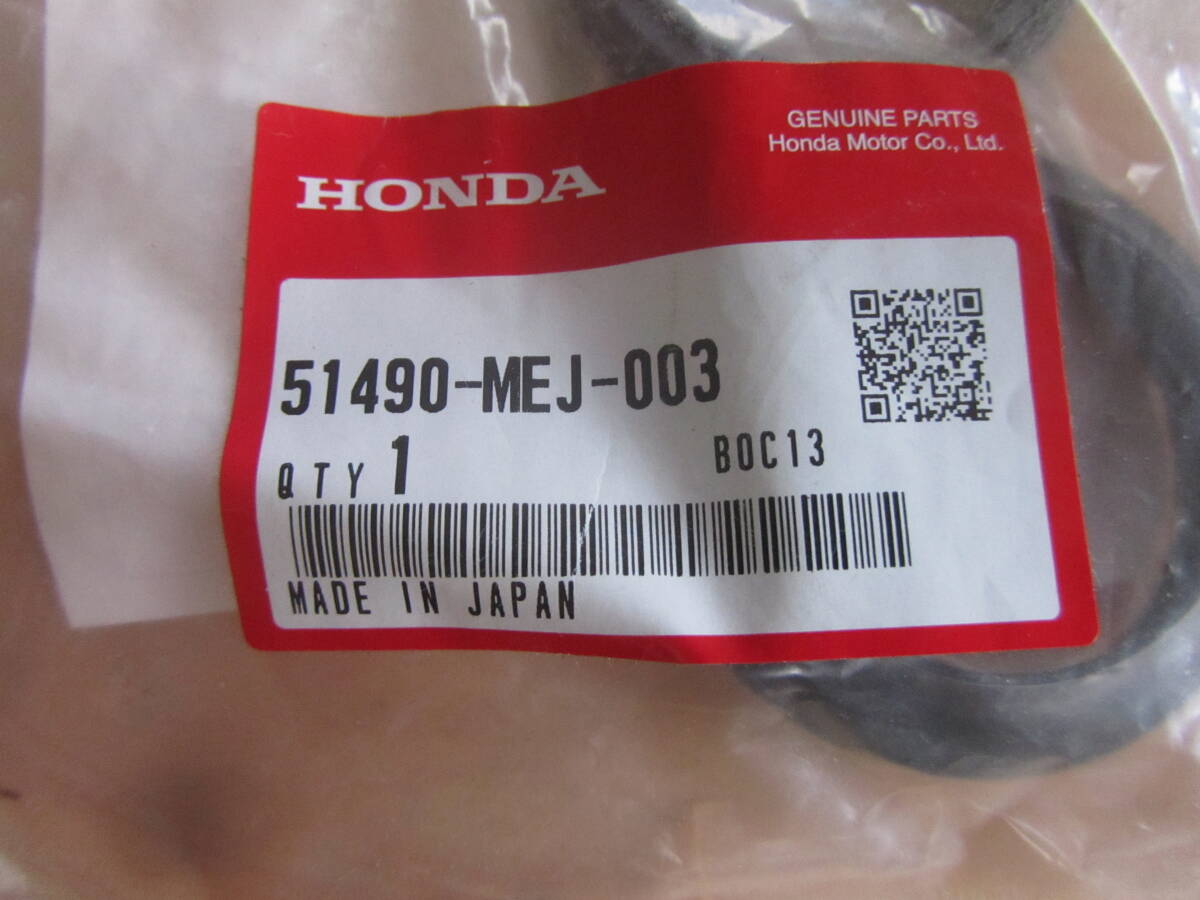 GENUINE PARTS
Honda Motor Co., Ltd.
HONDA
51490-MEJ-003
QTY 1
BOC13
MADE IN JAPAN